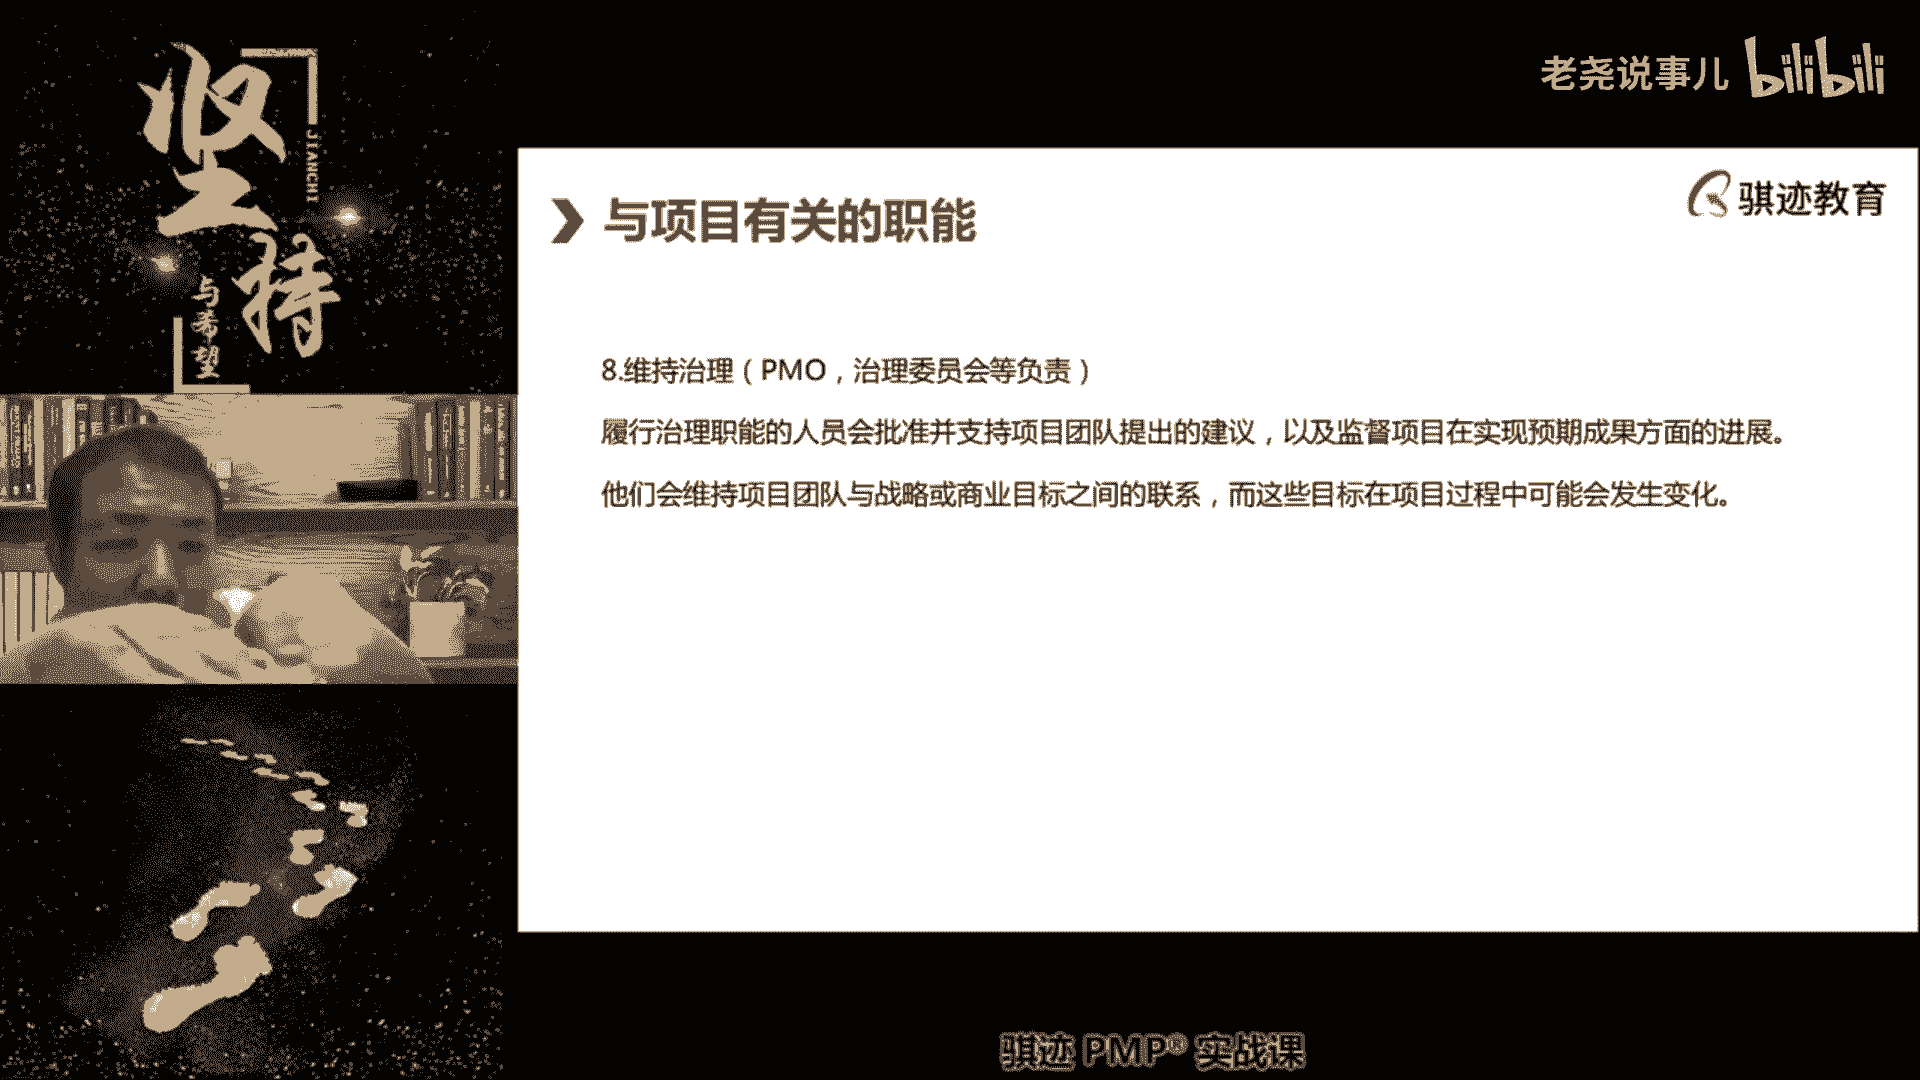 坚持
JIANCHI
与希望
老尧说事儿 bilibili
骐迹教育
与项目有关的职能
8.维持治理（PMO，治理委员会等负责）
履行治理职能的人员会批准并支持项目团队提出的建议，以及监督项目在实现预期成果方面的进展。
他们会维持项目团队与战略或商业目标之间的联系，而这些目标在项目过程中可能会发生变化。
骐迹 PMP® 实战课